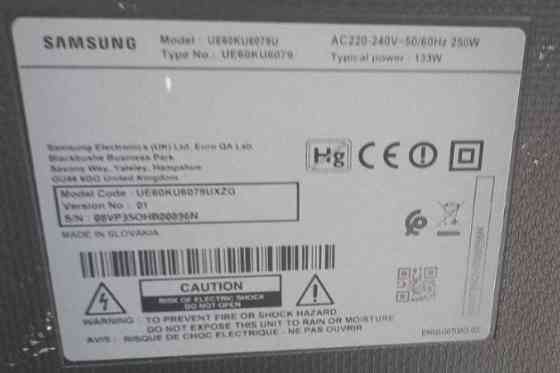 SAMSUNG
Model : UE60KU6079U
Type No.: UE60KU6079
AC220-240V~50/60Hz 250W
Typical power : 133W
Samsung Electronics (UK) Ltd, Euro QA Lab.
Blackbushe Business Park
Saxony Way, Yateley, Hampshire
GU46 6GG United Kingdom
Hg CE
Model Code : UE60KU6079UXZG
Version No : 01
S/N :
MADE IN SLOVAKIA
CAUTION
RISK OF ELECTRIC SHOCK
DO NOT OPEN
WARNING : TO PREVENT FIRE OR SHOCK HAZARD
DO NOT EXPOSE THIS UNIT TO RAIN OR MOISTURE
AVIS : RISQUE DE CHOC ELECTRIQUE - NE PAS OUVRIR